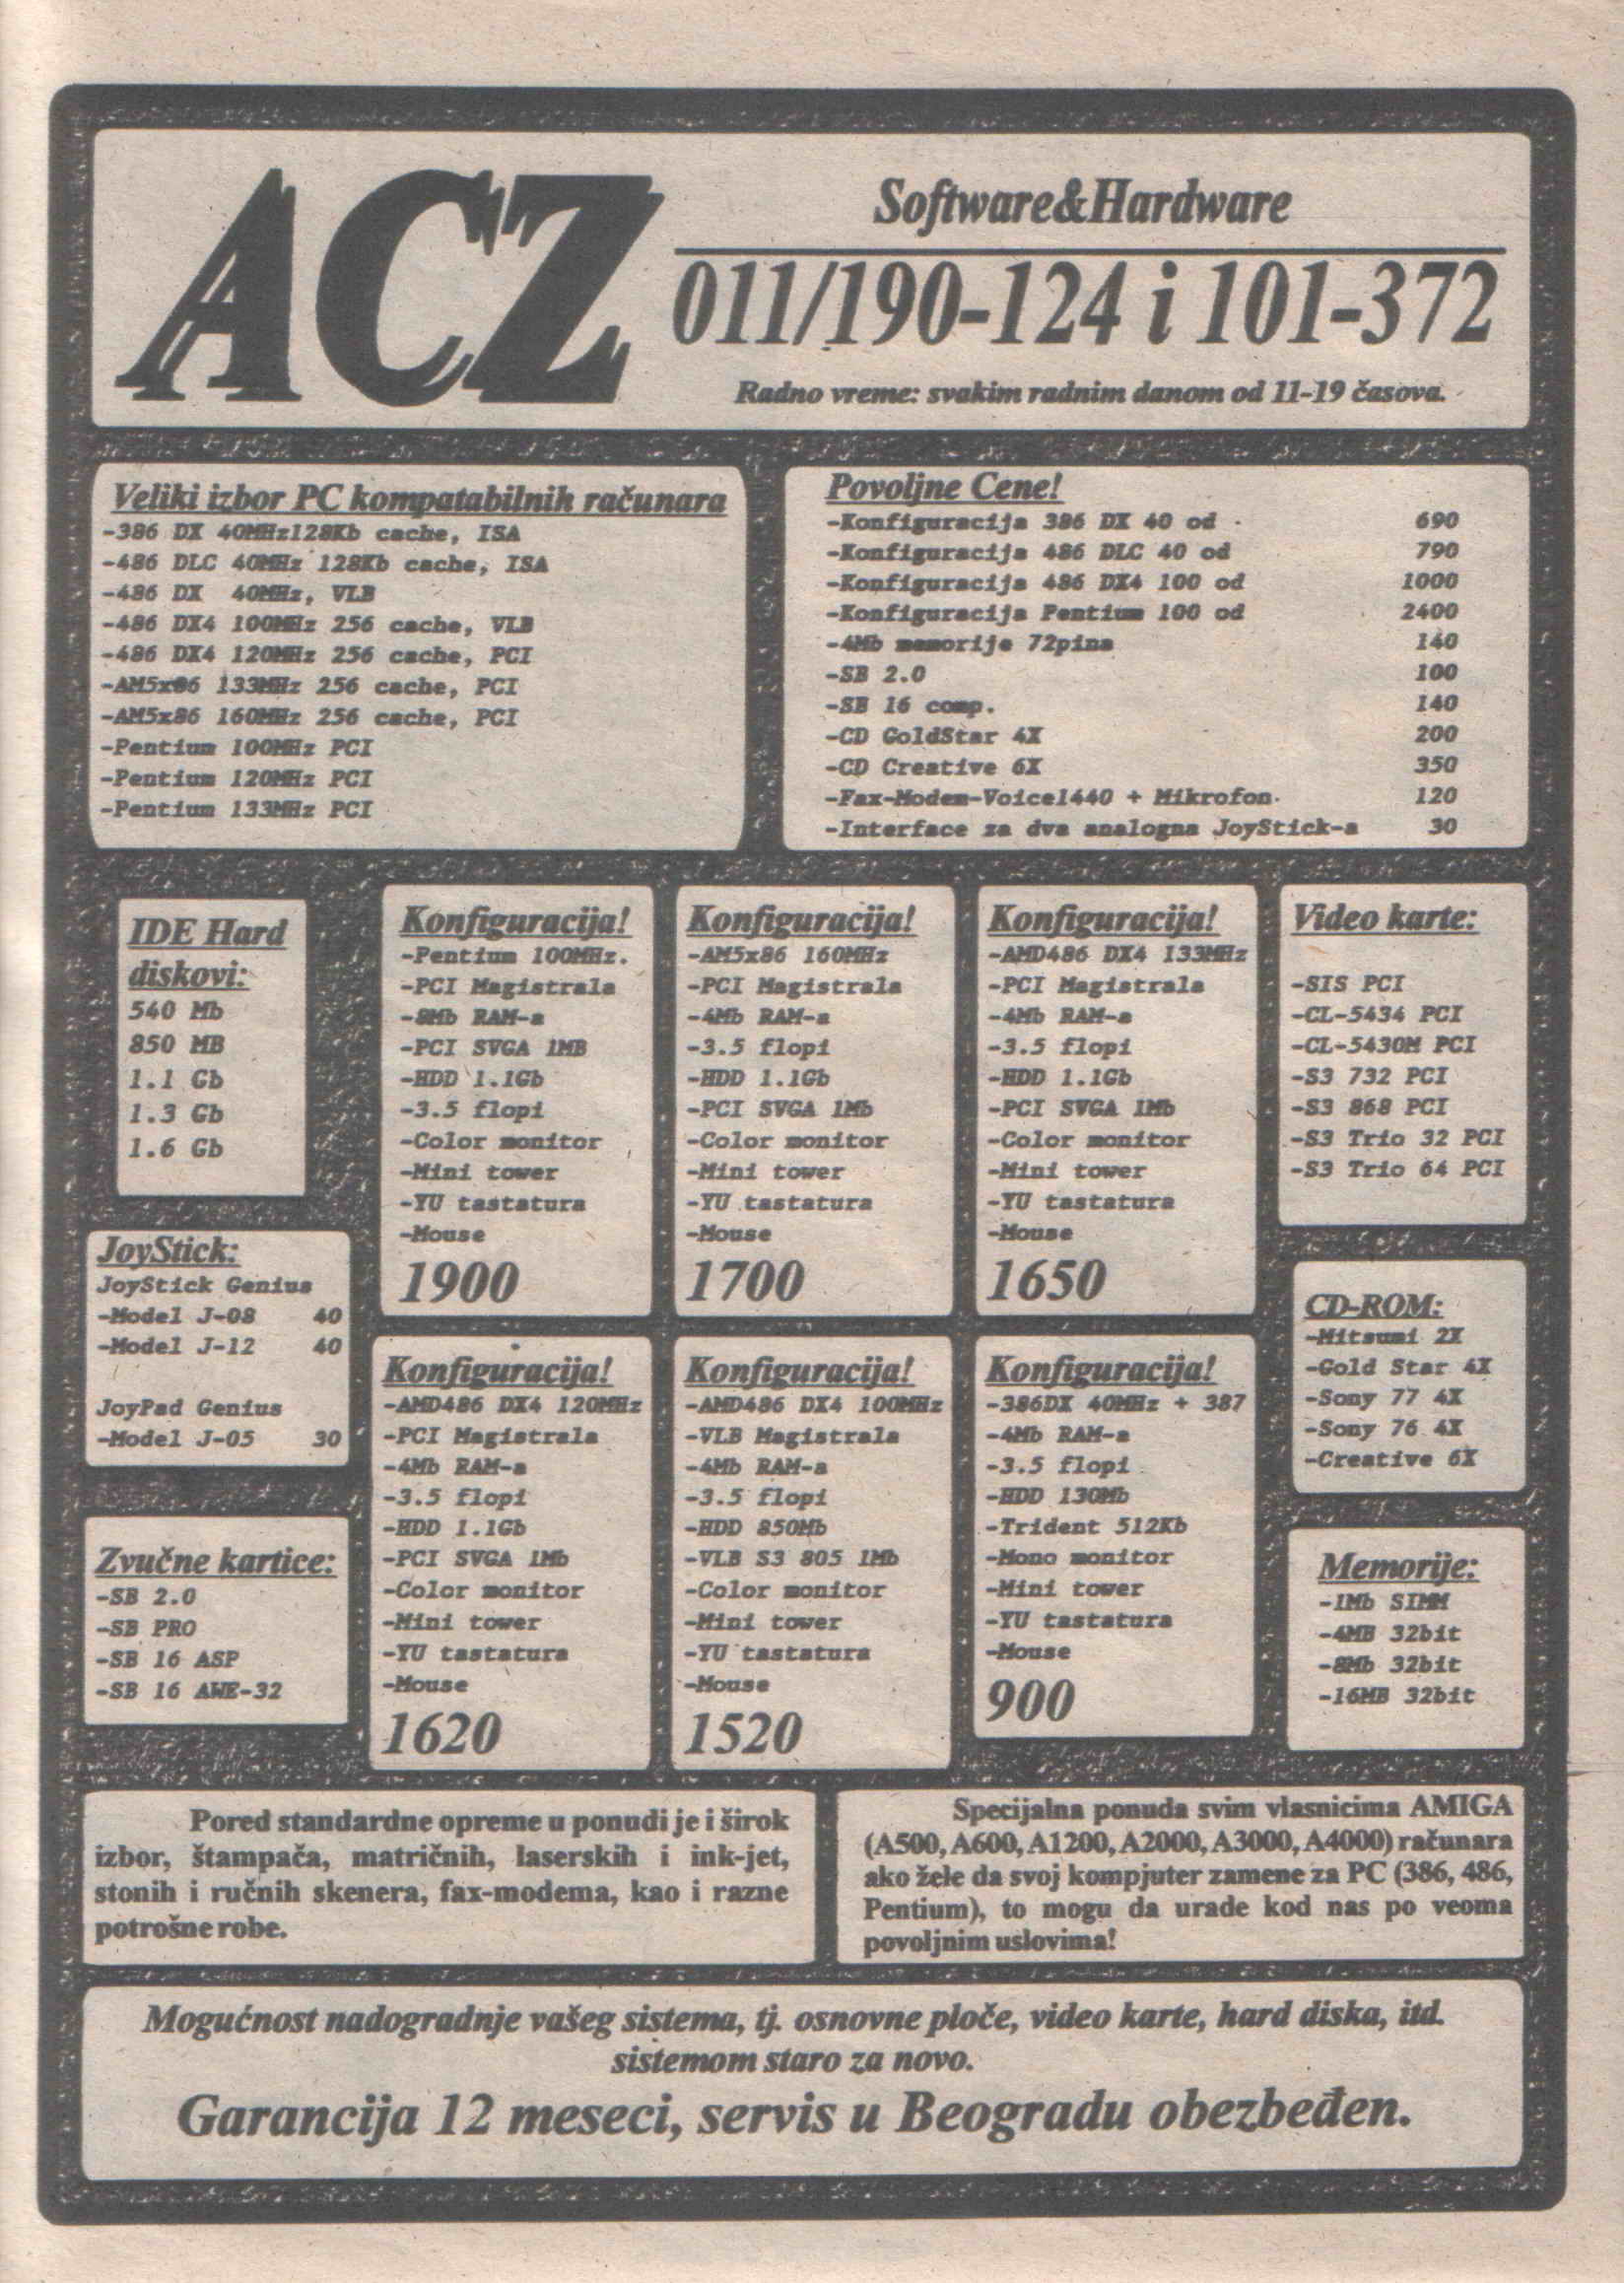 ACZ
Software&Hardware
011/190-124 i 101-372
Radno vreme: svakim radnim danom od 11-19 časova.
Veliki izbor PC kompatabilnih računara
-386 DX 40MHz128Kb cache, ISA
-486 DLC 40MHz 128Kb cache, ISA
-486 DX 40MHz, VLB
-486 DX4 100MHz 256 cache, VLB
-486 DX4 120MHz 256 cache, PCI
-AM5x86 133MHz 256 cache, PCI
-AM5x86 160MHz 256 cache, PCI
-Pentium 100MHz PCI
-Pentium 120MHz PCI
-Pentium 133MHz PCI
Povoljne Cene!
-Konfiguracija 386 DX 40 od 690
-Konfiguracija 486 DLC 40 od 790
-Konfiguracija 486 DX4 100 od 1000
-Konfiguracija Pentium 100 od 2400
-4Mb memorije 72pina 140
-SB 2.0 100
-SB 16 comp. 140
-CD GoldStar 4X 200
-CD Creative 6X 350
-Fax-Modem-Voice1440 + Mikrofon 120
-Interface za dva analogna JoyStick-a 30
IDE Hard
diskovi:
540 Mb
850 MB
1.1 Gb
1.3 Gb
1.6 Gb
JoyStick:
JoyStick Genius
-Model J-08 40
-Model J-12 40
JoyPad Genius
-Model J-05 30
Zvučne kartice:
-SB 2.0
-SB PRO
-SB 16 ASP
-SB 16 AWE-32
Konfiguracija!
-Pentium 100MHz.
-PCI Magistrala
-8Mb RAM-a
-PCI SVGA 1MB
-HDD 1.1Gb
-3.5 flopi
-Color monitor
-Mini tower
-YU tastatura
-Mouse
1900
Konfiguracija!
-AM5x86 160MHz
-PCI Magistrala
-4Mb RAM-a
-3.5 flopi
-HDD 1.1Gb
-PCI SVGA 1Mb
-Color monitor
-Mini tower
-YU tastatura
-Mouse
1700
Konfiguracija!
-AMD486 DX4 133MHz
-PCI Magistrala
-4Mb RAM-a
-3.5 flopi
-HDD 1.1Gb
-PCI SVGA 1Mb
-Color monitor
-Mini tower
-YU tastatura
-Mouse
1650
Konfiguracija!
-AMD486 DX4 120MHz
-PCI Magistrala
-4Mb RAM-a
-3.5 flopi
-HDD 1.1Gb
-PCI SVGA 1Mb
-Color monitor
-Mini tower
-YU tastatura
-Mouse
1620
Konfiguracija!
-AMD486 DX4 100MHz
-VLB Magistrala
-4Mb RAM-a
-3.5 flopi
-HDD 850Mb
-VLB S3 805 1Mb
-Color monitor
-Mini tower
-YU tastatura
-Mouse
1520
Konfiguracija!
-386DX 40MHz + 387
-4Mb RAM-a
-3.5 flopi
-HDD 130Mb
-Trident 512Kb
-Mono monitor
-Mini tower
-YU tastatura
-Mouse
900
Video karte:
-SIS PCI
-CL-5434 PCI
-CL-5430M PCI
-S3 732 PCI
-S3 868 PCI
-S3 Trio 32 PCI
-S3 Trio 64 PCI
CD-ROM:
-Mitsumi 2X
-Gold Star 4X
-Sony 77 4X
-Sony 76 4X
-Creative 6X
Memorije:
-1Mb SIMM
-4MB 32bit
-8Mb 32bit
-16MB 32bit
Pored standardne opreme u ponudi je i širok
izbor, štampača, matričnih, laserskih i ink-jet,
stonih i ručnih skenera, fax-modema, kao i razne
potrošne robe.
Specijalna ponuda svim vlasnicima AMIGA
(A500, A600, A1200, A2000, A3000, A4000) računara
ako žele da svoj kompjuter zamene za PC (386, 486,
Pentium), to mogu da urade kod nas po veoma
povoljnim uslovima!
Mogućnost nadogradnje vašeg sistema, tj. osnovne ploče, video karte, hard diska, itd.
sistemom staro za novo.
Garancija 12 meseci, servis u Beogradu obezbeđen.